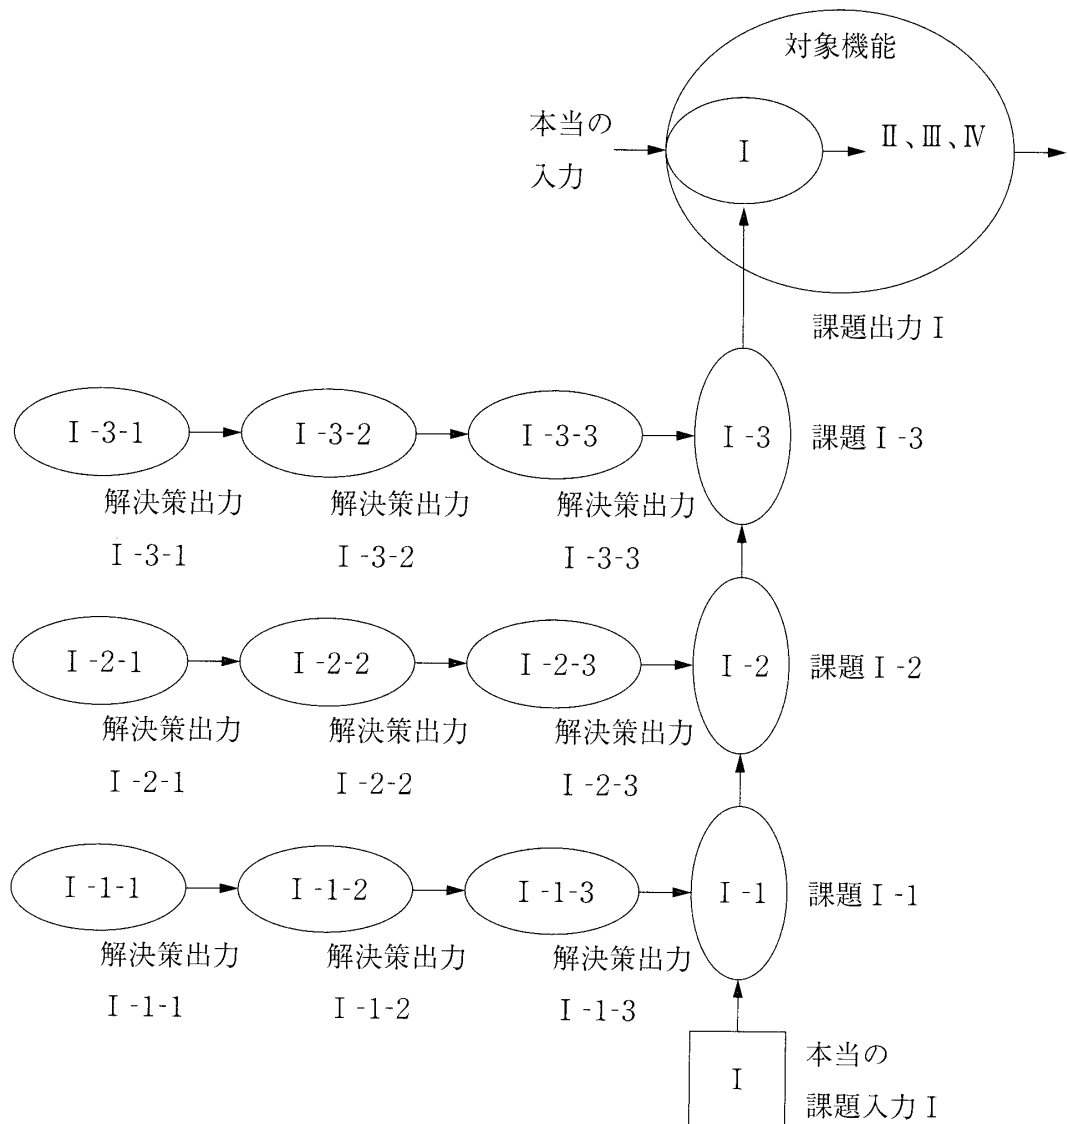 対象機能
本当の
入力
Ⅰ
Ⅱ、Ⅲ、Ⅳ
課題出力Ⅰ
Ⅰ-3-1
Ⅰ-3-2
Ⅰ-3-3
Ⅰ-3
課題Ⅰ-3
解決策出力
Ⅰ-3-1
解決策出力
Ⅰ-3-2
解決策出力
Ⅰ-3-3
Ⅰ-2-1
Ⅰ-2-2
Ⅰ-2-3
Ⅰ-2
課題Ⅰ-2
解決策出力
Ⅰ-2-1
解決策出力
Ⅰ-2-2
解決策出力
Ⅰ-2-3
Ⅰ-1-1
Ⅰ-1-2
Ⅰ-1-3
Ⅰ-1
課題Ⅰ-1
解決策出力
Ⅰ-1-1
解決策出力
Ⅰ-1-2
解決策出力
Ⅰ-1-3
Ⅰ
本当の
課題入力Ⅰ